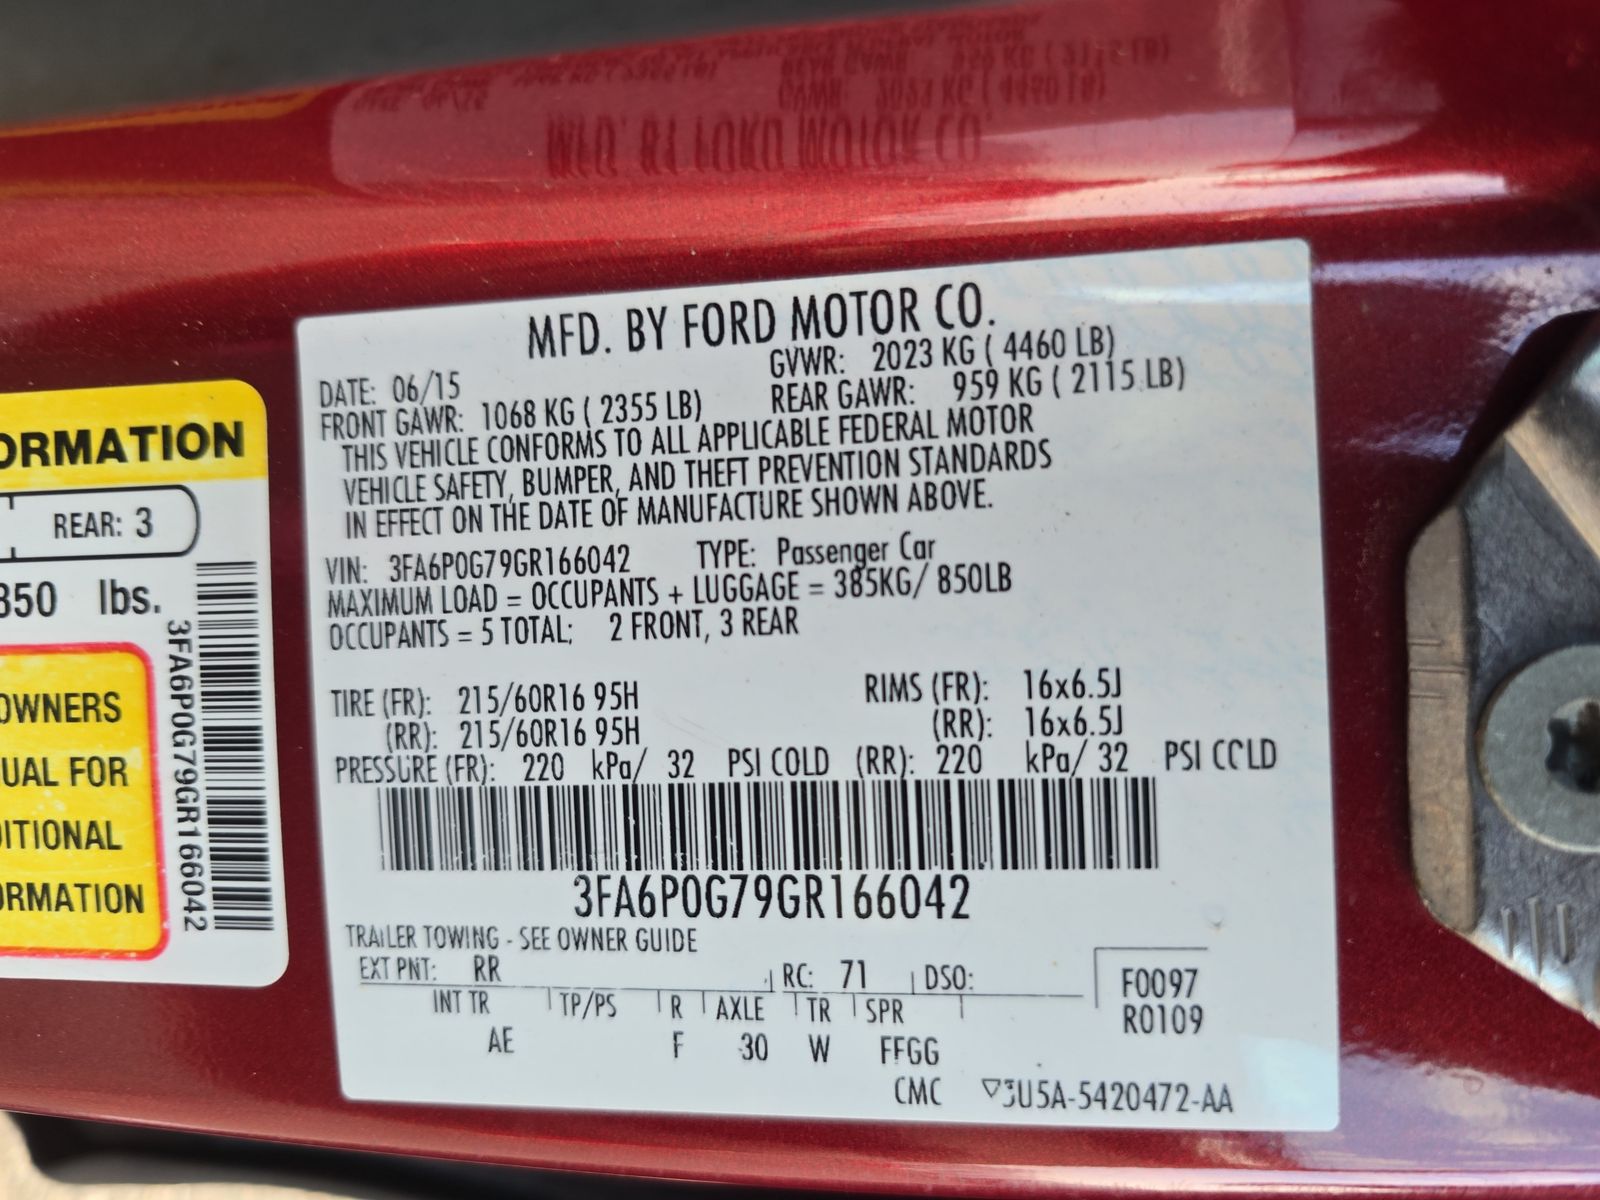 MFD. BY FORD MOTOR CO.
DATE: 06/15 GVWR: 2023 KG ( 4460 LB)
FRONT GAWR: 1068 KG ( 2355 LB) REAR GAWR: 959 KG ( 2115 LB)
THIS VEHICLE CONFORMS TO ALL APPLICABLE FEDERAL MOTOR
VEHICLE SAFETY, BUMPER, AND THEFT PREVENTION STANDARDS
IN EFFECT ON THE DATE OF MANUFACTURE SHOWN ABOVE.
VIN: 3FA6P0G79GR166042 TYPE: Passenger Car
MAXIMUM LOAD = OCCUPANTS + LUGGAGE = 385KG/ 850LB
OCCUPANTS = 5 TOTAL; 2 FRONT, 3 REAR
TIRE (FR): 215/60R16 95H RIMS (FR): 16x6.5J
(RR): 215/60R16 95H (RR): 16x6.5J
PRESSURE (FR): 220 kPa/ 32 PSI COLD (RR): 220 kPa/ 32 PSI COLD
3FA6P0G79GR166042
TRAILER TOWING - SEE OWNER GUIDE
EXT PNT: RR RC: 71 DSO: F0097
INT TR TP/PS R AXLE TR SPR R0109
AE F 30 W FFGG
CMC 3U5A-5420472-AA
ORMATION
REAR: 3
850 lbs.
3FA6P0G79GR166042
OWNERS
UAL FOR
DITIONAL
ORMATION